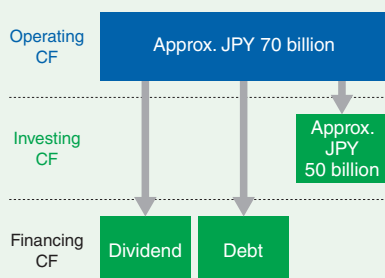 Operating
CF
Approx. JPY 70 billion
Investing
CF
Approx.
JPY
50 billion
Financing
CF
Dividend
Debt